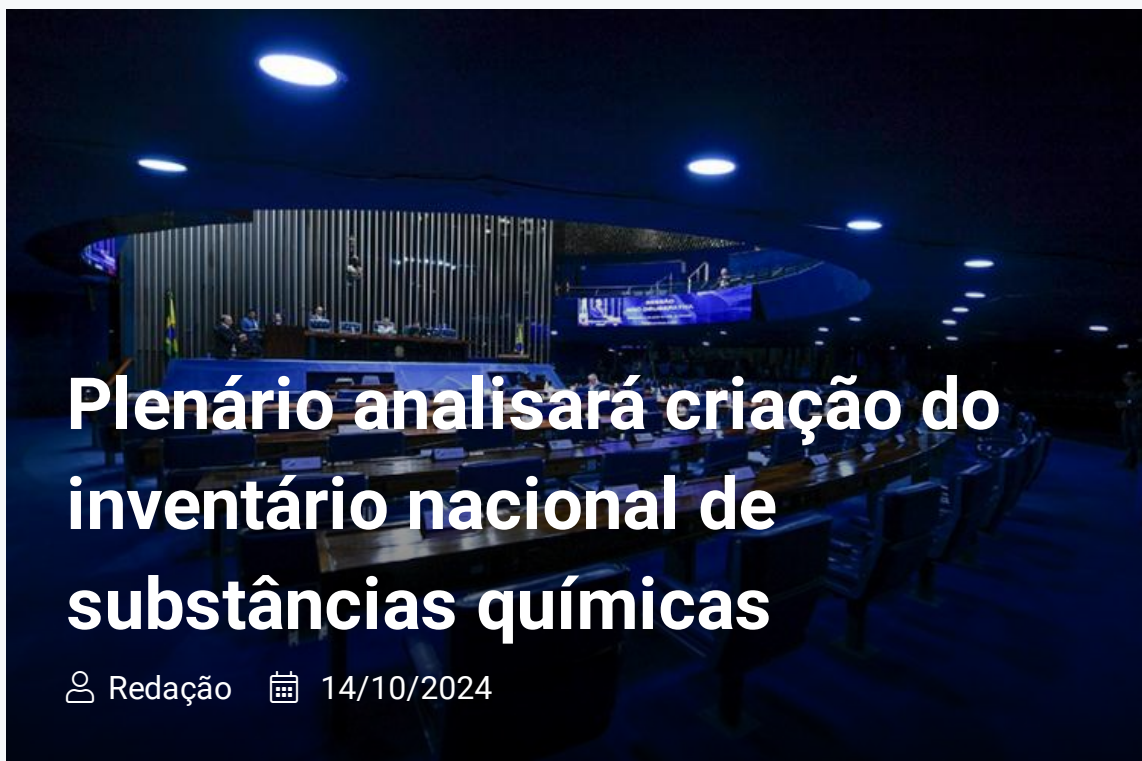 Plenário analisará criação do
inventário nacional de
substâncias químicas
Redação 14/10/2024